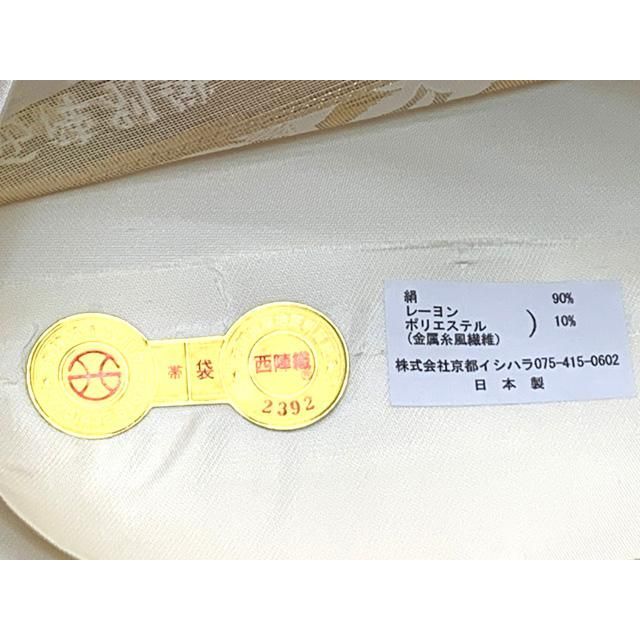 帯 袋
西陣織
2392
絹 90%
レーヨン
ポリエステル ) 10%
(金属糸風繊維)
株式会社京都イシハラ075-415-0602
日本製